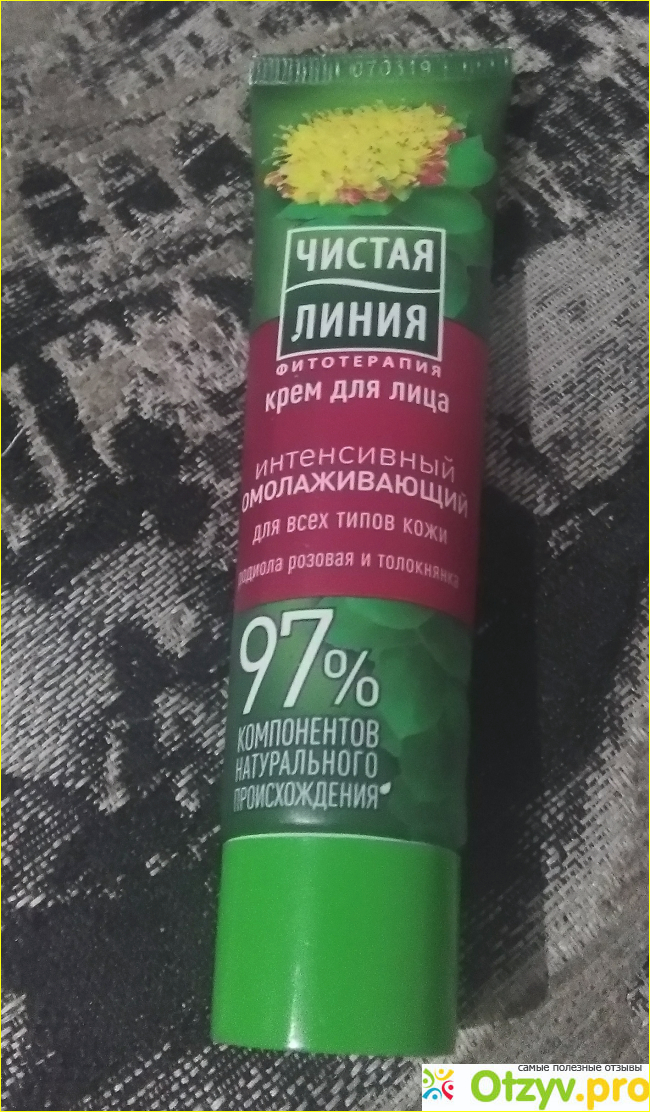 070319
ЧИСТАЯ
ЛИНИЯ
ФИТОТЕРАПИЯ
крем для лица
ИНТЕНСИВНЫЙ
ОМОЛАЖИВАЮЩИЙ
ДЛЯ ВСЕХ ТИПОВ КОЖИ
РОДИОЛА РОЗОВАЯ И ТОЛОКНЯНКА
97%
КОМПОНЕНТОВ
НАТУРАЛЬНОГО
ПРОИСХОЖДЕНИЯ
самые полезные отзывы
Otzyv.pro